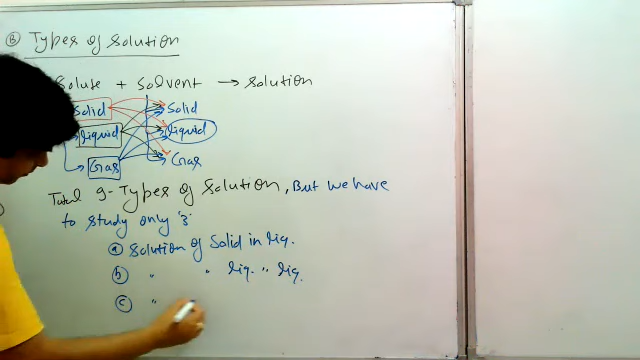 Ⓑ Types of Solution
Solute + Solvent → Solution
Solid Solid
liquid liquid
Gas Gas
Total 9-Types of Solution, But we have
to study only '3'
ⓐ Solution of Solid in liq.
ⓑ " " liq. " liq.
ⓒ "